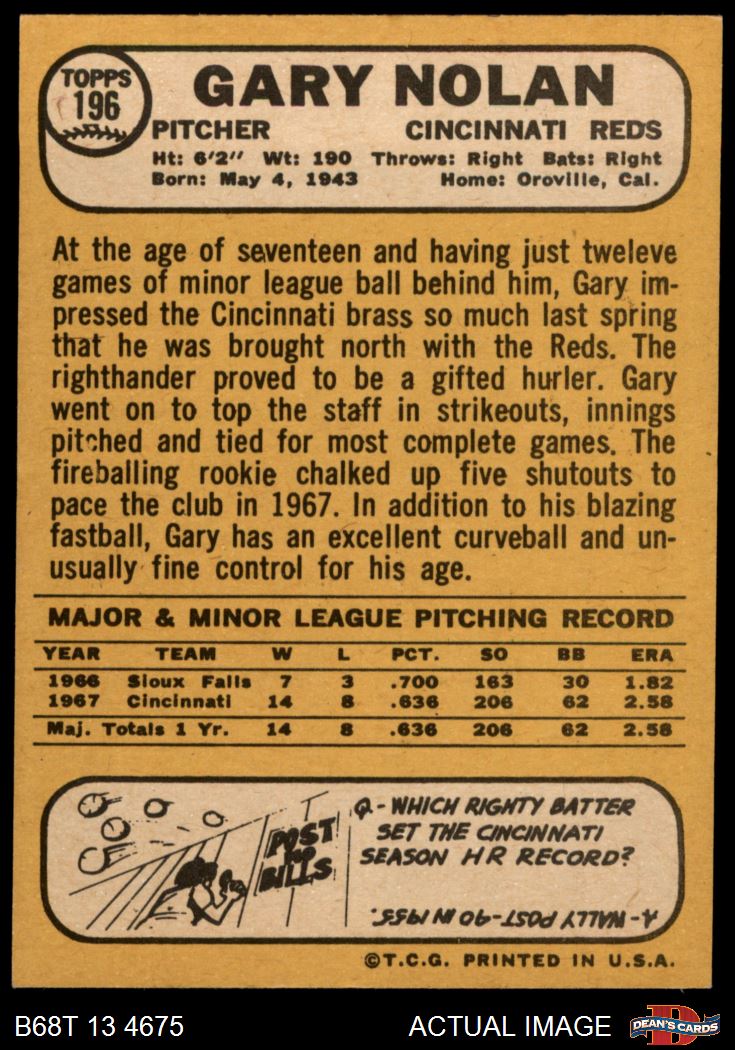 TOPPS
196
GARY NOLAN
PITCHER CINCINNATI REDS
Ht: 6'2" Wt: 190 Throws: Right Bats: Right
Born: May 4, 1943 Home: Oroville, Cal.
At the age of seventeen and having just tweleve
games of minor league ball behind him, Gary im-
pressed the Cincinnati brass so much last spring
that he was brought north with the Reds. The
righthander proved to be a gifted hurler. Gary
went on to top the staff in strikeouts, innings
pitched and tied for most complete games. The
fireballing rookie chalked up five shutouts to
pace the club in 1967. In addition to his blazing
fastball, Gary has an excellent curveball and un-
usually fine control for his age.
MAJOR & MINOR LEAGUE PITCHING RECORD
YEAR TEAM W L PCT. SO BB ERA
1966 Sioux Falls 7 3 .700 163 30 1.82
1967 Cincinnati 14 8 .636 206 62 2.58
Maj. Totals 1 Yr. 14 8 .636 206 62 2.58
POST
NO
BILLS
Q.- WHICH RIGHTY BATTER
SET THE CINCINNATI
SEASON HR RECORD?
A- WALLY POST-40 IN 1955.
©T.C.G. PRINTED IN U.S.A.
B68T 13 4675 ACTUAL IMAGE
D
DEAN'S CARDS